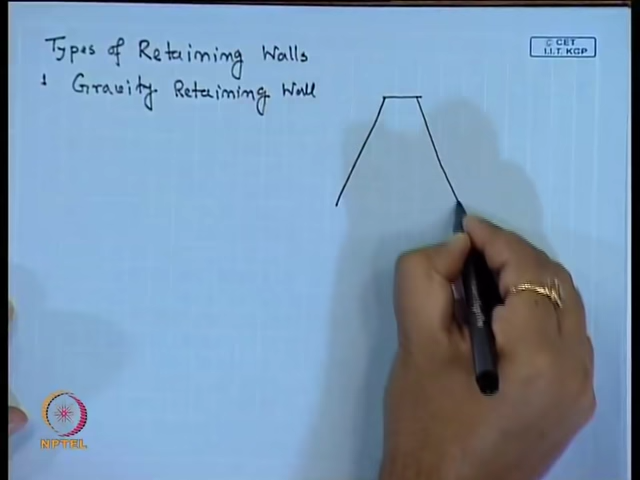 Types of Retaining Walls
1 Gravity Retaining Wall
© CET
I.I.T. KGP
NPTEL